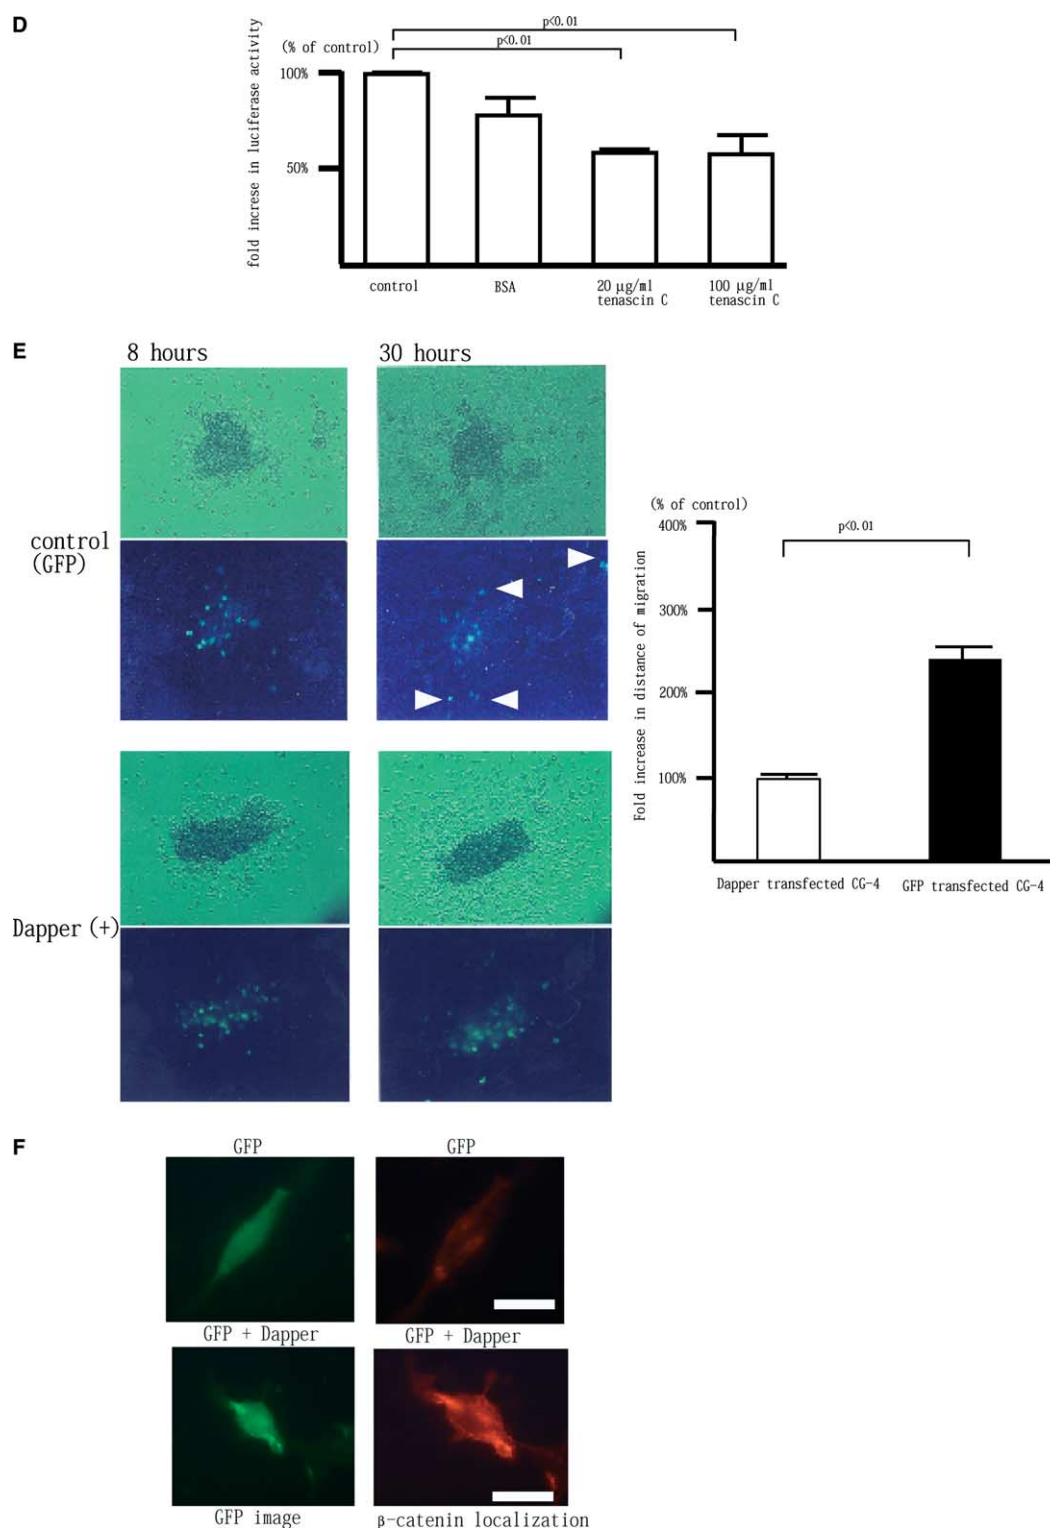 D
p<0.01
(% of control)
p<0.01
fold increse in luciferase activity
100%
50%
control
BSA
20 μg/ml
tenascin C
100 μg/ml
tenascin C
E
8 hours
30 hours
control
(GFP)
Dapper (+)
(% of control)
Fold increase in distance of migration
400%
p<0.01
300%
200%
100%
Dapper transfected CG-4
GFP transfected CG-4
F
GFP
GFP
GFP + Dapper
GFP + Dapper
GFP image
β-catenin localization